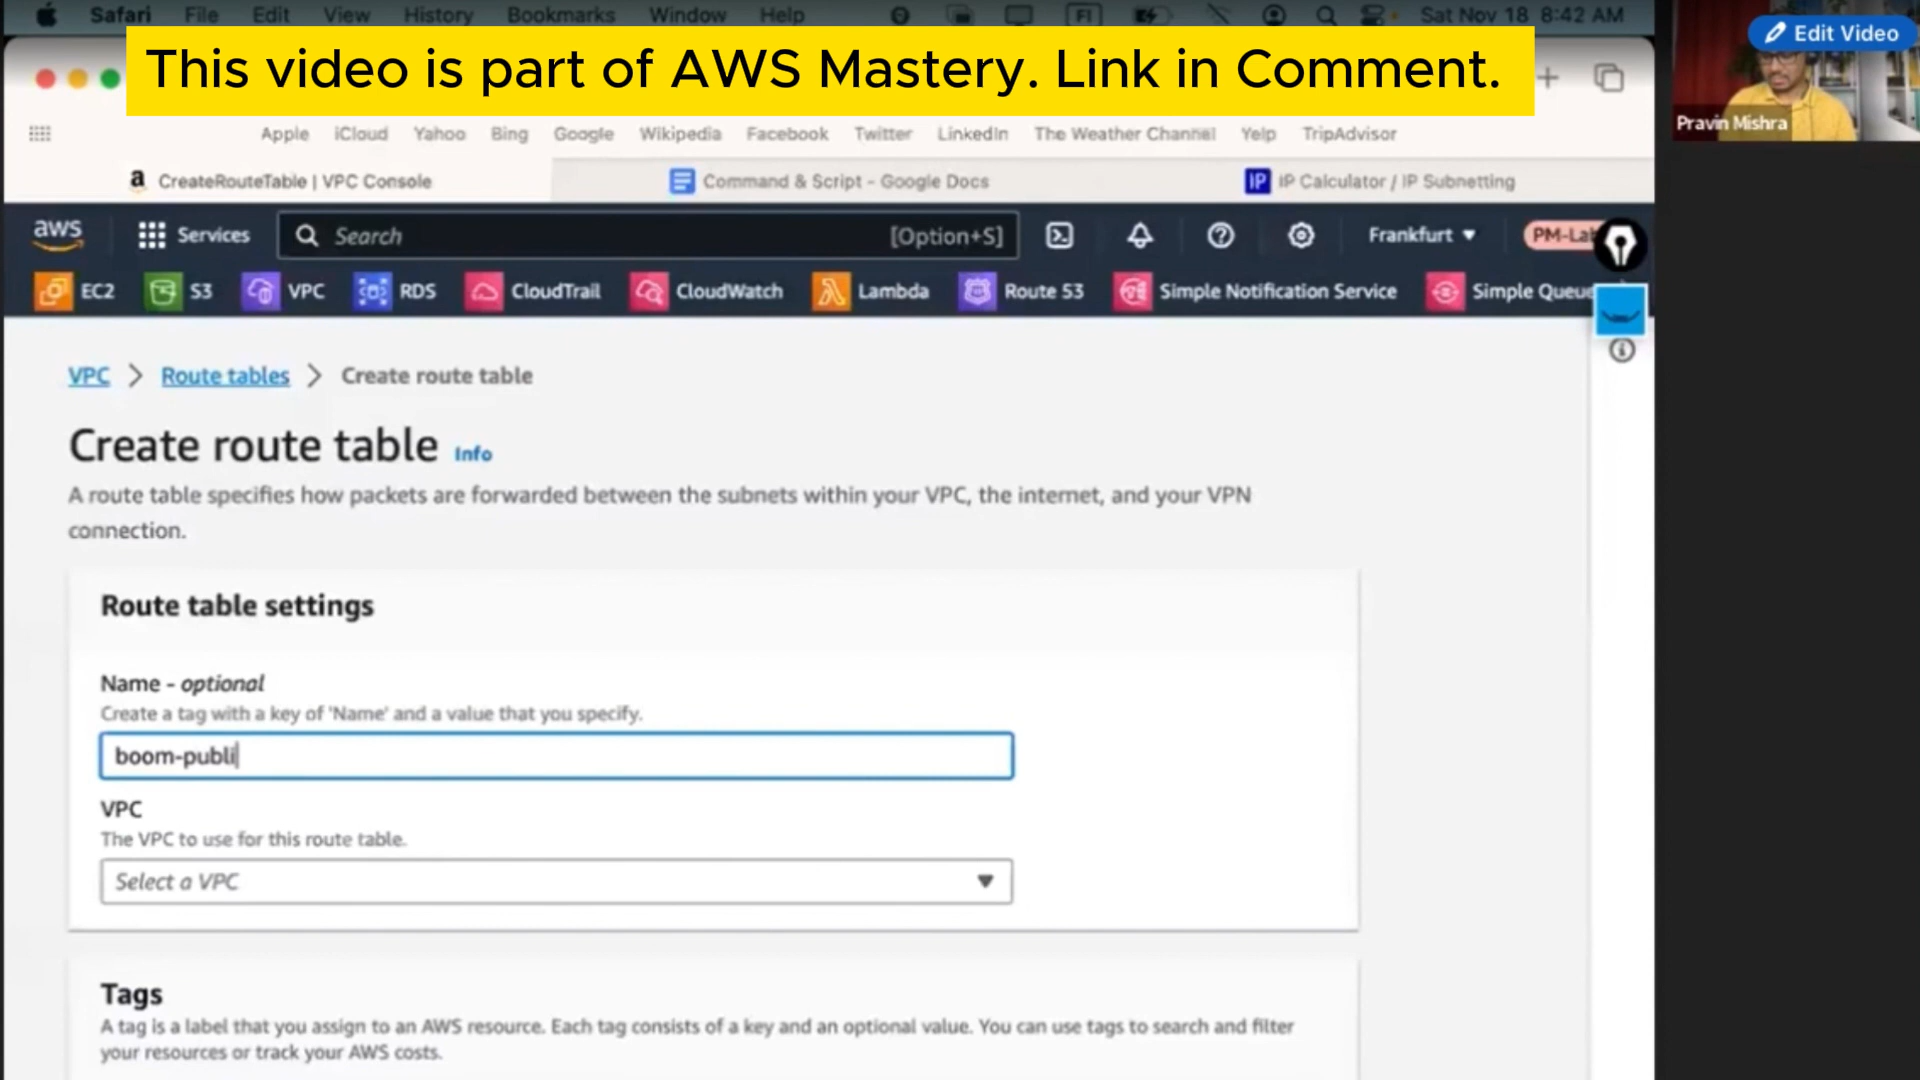 Safari File Edit View History Bookmarks Window Help FI Sat Nov 18 8:42 AM
Edit Video
This video is part of AWS Mastery. Link in Comment.
Pravin Mishra
Apple iCloud Yahoo Bing Google Wikipedia Facebook Twitter LinkedIn The Weather Channel Yelp TripAdvisor
a CreateRouteTable | VPC Console Command & Script - Google Docs IP IP Calculator / IP Subnetting
aws Services Search [Option+S] Frankfurt PM-Lab
EC2 S3 VPC RDS CloudTrail CloudWatch Lambda Route 53 Simple Notification Service Simple Queue
VPC > Route tables > Create route table
Create route table Info
A route table specifies how packets are forwarded between the subnets within your VPC, the internet, and your VPN
connection.
Route table settings
Name - optional
Create a tag with a key of 'Name' and a value that you specify.
boom-publi
VPC
The VPC to use for this route table.
Select a VPC
Tags
A tag is a label that you assign to an AWS resource. Each tag consists of a key and an optional value. You can use tags to search and filter
your resources or track your AWS costs.